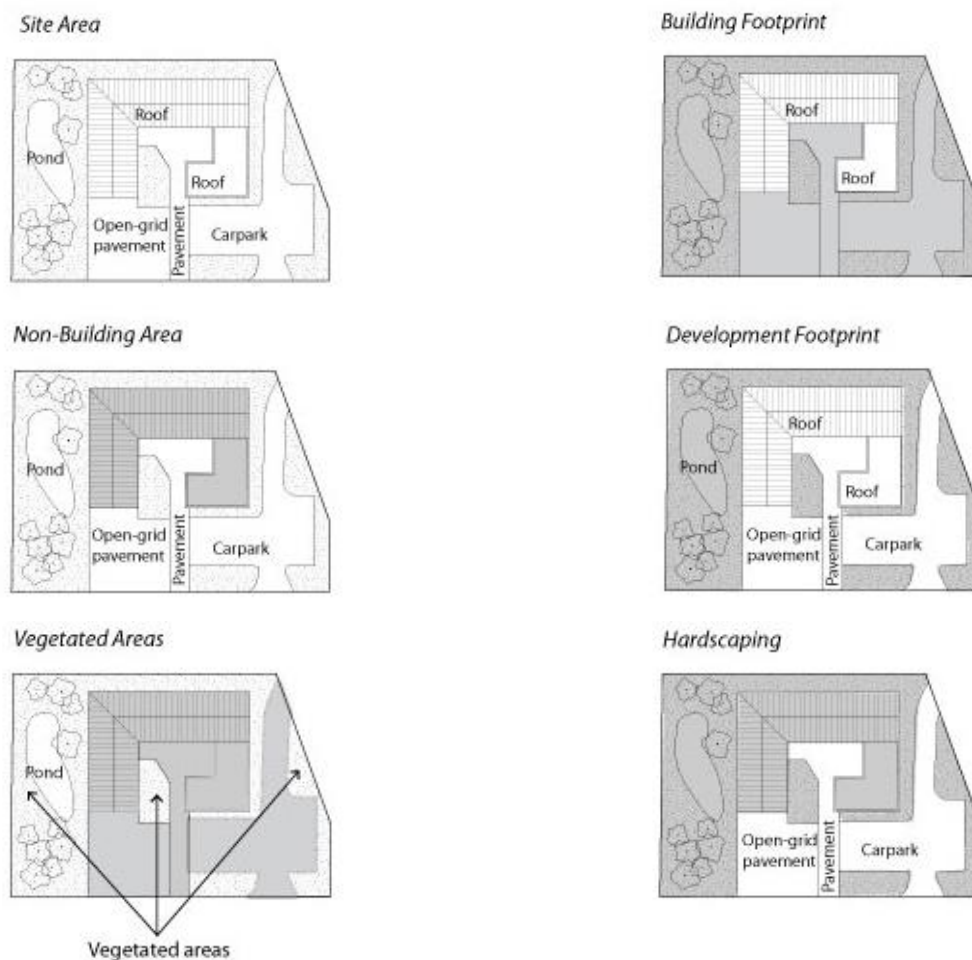 Site Area
Roof
Pond
Roof
Open-grid
pavement
Pavement
Carpark
Building Footprint
Roof
Roof
Non-Building Area
Pond
Open-grid
pavement
Pavement
Carpark
Development Footprint
Roof
Pond
Roof
Open-grid
pavement
Pavement
Carpark
Vegetated Areas
Pond
Vegetated areas
Hardscaping
Open-grid
pavement
Pavement
Carpark